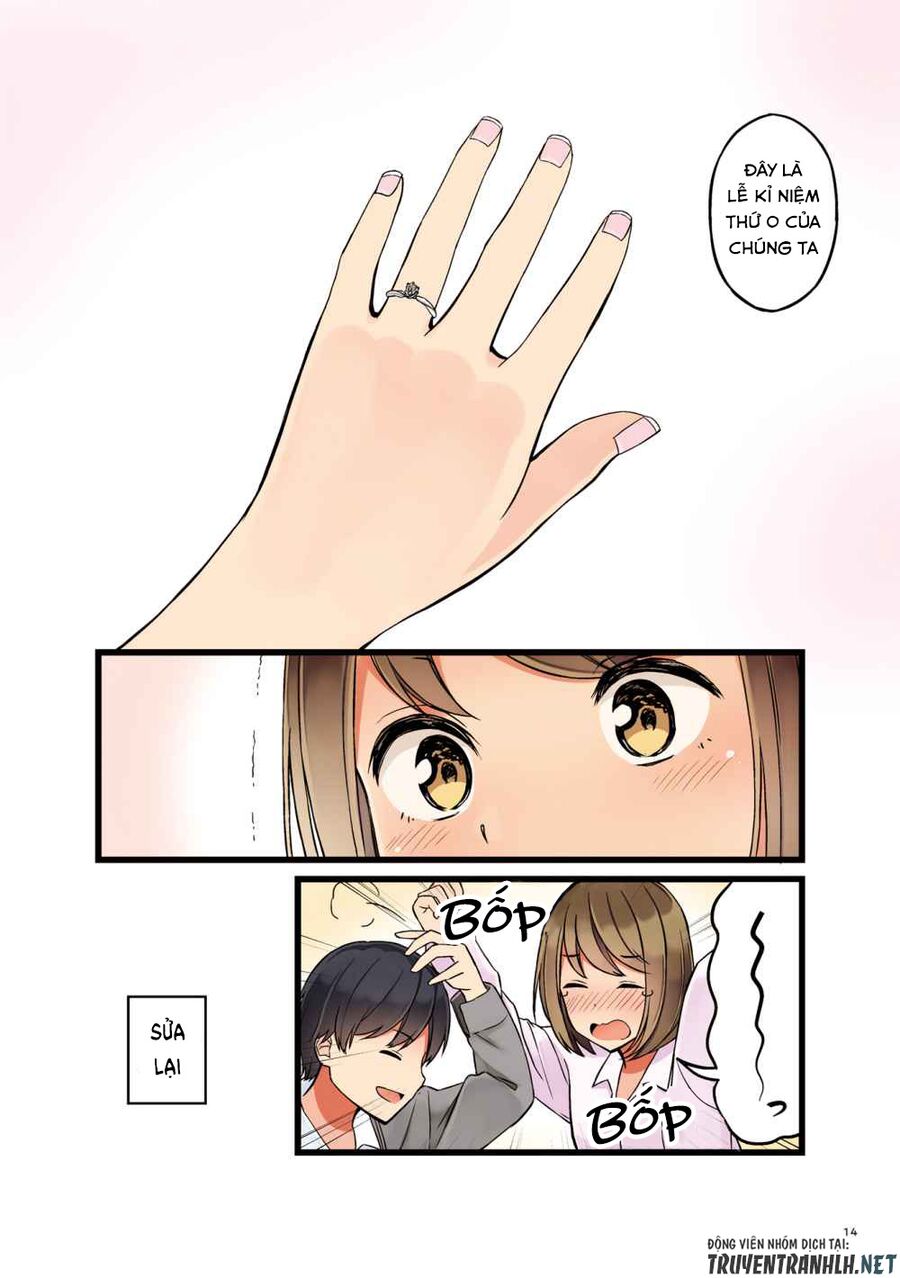 ĐÂY LÀ
LỄ KỈ NIỆM
THỨ 0 CỦA
CHÚNG TA
BỐP
BỐP
SỬA
LẠI
14
ĐỘNG VIÊN NHÓM DỊCH TẠI:
TRUYENTRANHLH.NET